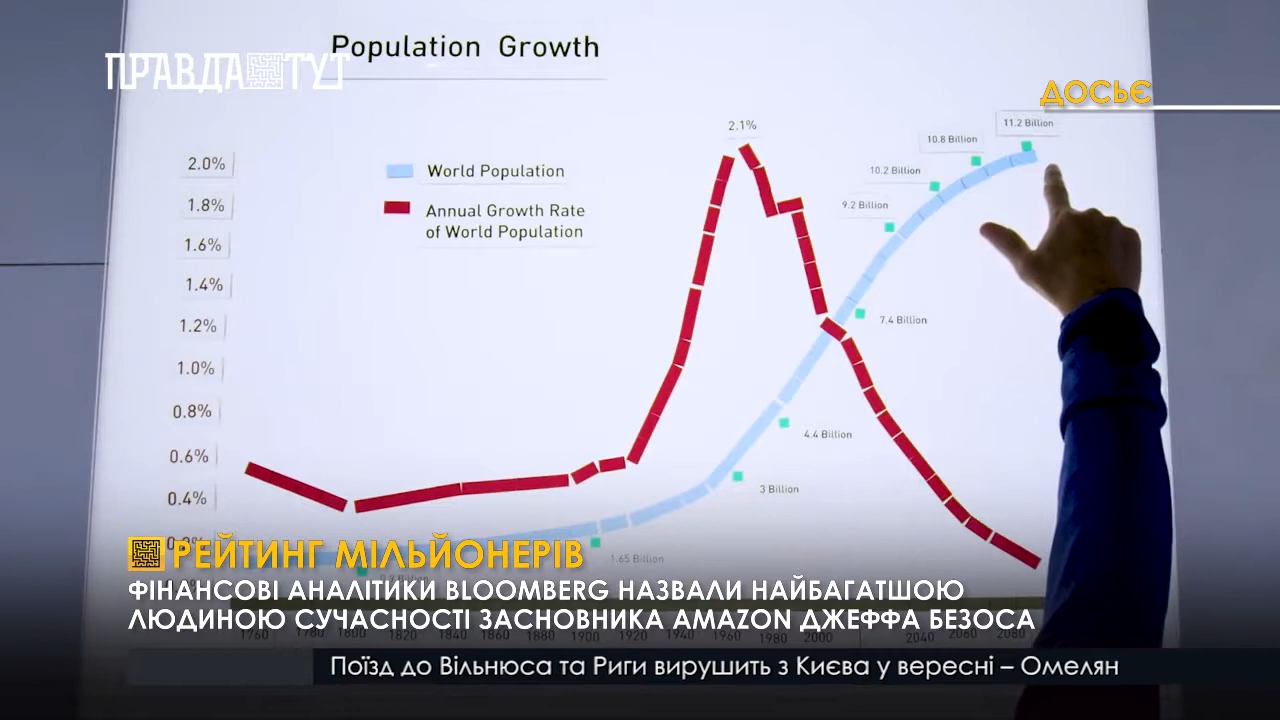 Population Growth
ПРАВДА ТУТ
ДОСЬЄ
2.1%
11.2 Billion
10.8 Billion
10.2 Billion
9.2 Billion
7.4 Billion
4.4 Billion
3 Billion
1.65 Billion
World Population
Annual Growth Rate
of World Population
2.0%
1.8%
1.6%
1.4%
1.2%
1.0%
0.8%
0.6%
0.4%
РЕЙТИНГ МІЛЬЙОНЕРІВ
ФІНАНСОВІ АНАЛІТИКИ BLOOMBERG НАЗВАЛИ НАЙБАГАТШОЮ
ЛЮДИНОЮ СУЧАСНОСТІ ЗАСНОВНИКА AMAZON ДЖЕФФА БЕЗОСА
1760 1780 1800 1820 1840 1860 1880 1900 1920 1940 1960 1980 2000 2040 2060 2080
Поїзд до Вільнюса та Риги вирушить з Києва у вересні – Омелян